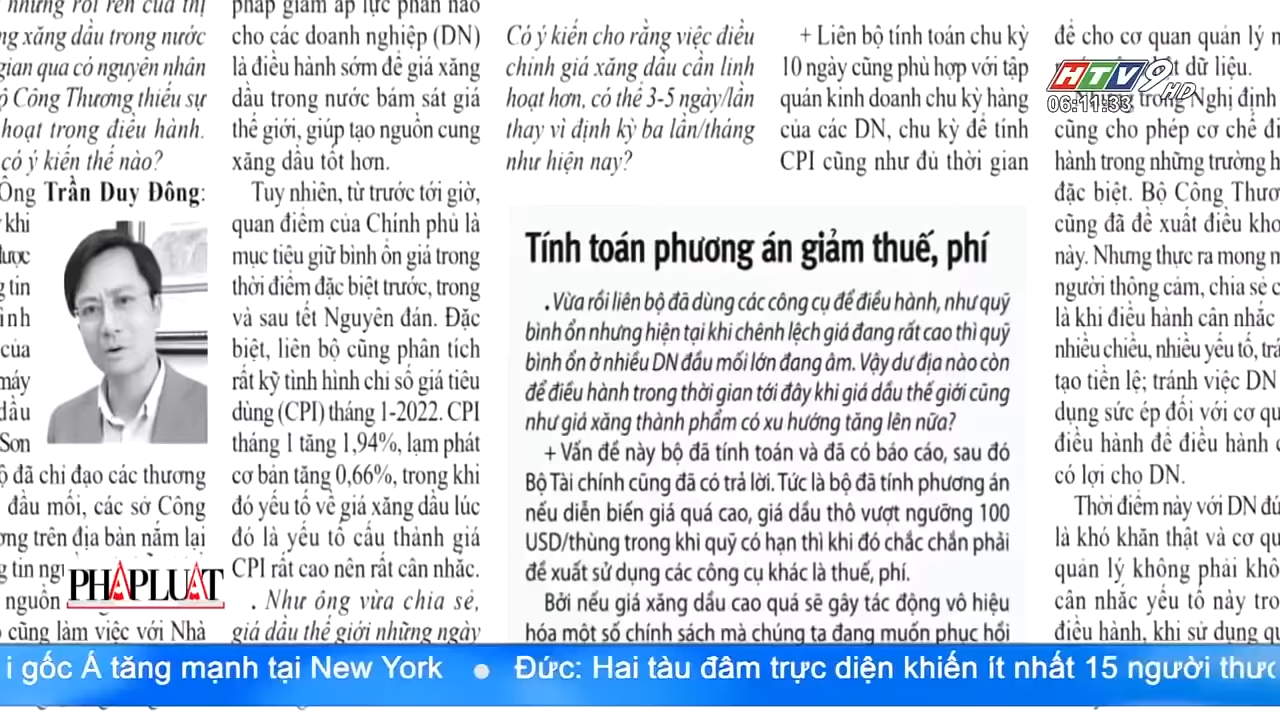 những rối ren của thị
xăng dầu trong nước
gian qua có nguyên nhân
Bộ Công Thương thiếu sự
hoạt trong điều hành.
có ý kiến thế nào?
Ông Trần Duy Đông:
khi
được
tin
của
máy
dầu
Sơn
đã chỉ đạo các thương
đầu mối, các sở Công
trên địa bàn nắm lại
nguồn
cũng làm việc với Nhà
pháp giảm áp lực phần nào
cho các doanh nghiệp (DN)
là điều hành sớm để giá xăng
dầu trong nước bám sát giá
thế giới, giúp tạo nguồn cung
xăng dầu tốt hơn.
Tuy nhiên, từ trước tới giờ,
quan điểm của Chính phủ là
mục tiêu giữ bình ổn giá trong
thời điểm đặc biệt trước, trong
và sau tết Nguyên đán. Đặc
biệt, liên bộ cũng phân tích
rất kỹ tình hình chỉ số giá tiêu
dùng (CPI) tháng 1-2022. CPI
tháng 1 tăng 1,94%, lạm phát
cơ bản tăng 0,66%, trong khi
đó yếu tố về giá xăng dầu lúc
đó là yếu tố cấu thành giá
CPI rất cao nên rất cân nhắc.
. Như ông vừa chia sẻ,
giá dầu thế giới những ngày
Có ý kiến cho rằng việc điều
chỉnh giá xăng dầu cần linh
hoạt hơn, có thể 3-5 ngày/lần
thay vì định kỳ ba lần/tháng
như hiện nay?
+ Liên bộ tính toán chu kỳ
10 ngày cũng phù hợp với tập
quán kinh doanh chu kỳ hàng
của các DN, chu kỳ để tính
CPI cũng như đủ thời gian
Tính toán phương án giảm thuế, phí
. Vừa rồi liên bộ đã dùng các công cụ để điều hành, như quỹ
bình ổn nhưng hiện tại khi chênh lệch giá đang rất cao thì quỹ
bình ổn ở nhiều DN đầu mối lớn đang âm. Vậy dư địa nào còn
để điều hành trong thời gian tới đây khi giá dầu thế giới cũng
như giá xăng thành phẩm có xu hướng tăng lên nữa?
+ Vấn đề này bộ đã tính toán và đã có báo cáo, sau đó
Bộ Tài chính cũng đã có trả lời. Tức là bộ đã tính phương án
nếu diễn biến giá quá cao, giá dầu thô vượt ngưỡng 100
USD/thùng trong khi quỹ có hạn thì khi đó chắc chắn phải
đề xuất sử dụng các công cụ khác là thuế, phí.
Bởi nếu giá xăng dầu cao quá sẽ gây tác động vô hiệu
hóa một số chính sách mà chúng ta đang muốn phục hồi
để cho cơ quan quản lý
dữ liệu.
trong Nghị định
cũng cho phép cơ chế
hành trong những trường
đặc biệt. Bộ Công Thương
cũng đã đề xuất điều
này. Nhưng thực ra mong
người thông cảm, chia sẻ
là khi điều hành cân nhắc
nhiều chiều, nhiều yếu tố,
tạo tiền lệ; tránh việc DN
dụng sức ép đối với cơ
điều hành để điều hành
có lợi cho DN.
Thời điểm này với DN
là khó khăn thật và cơ
quản lý không phải
cân nhắc yếu tố này
điều hành, khi sử dụng
HTV9 HD
06:11:33
PHÁP LUẬT
i gốc Á tăng mạnh tại New York ● Đức: Hai tàu đâm trực diện khiến ít nhất 15 người